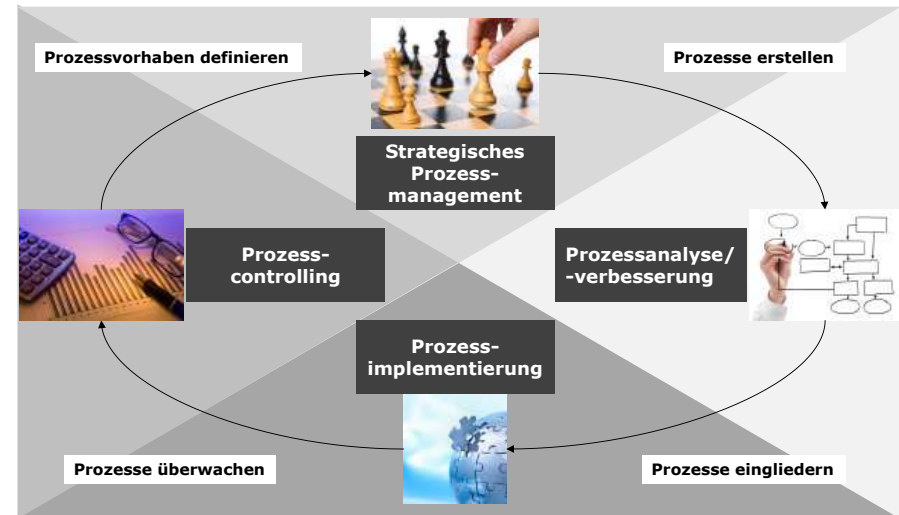 Prozessvorhaben definieren
Prozesse erstellen
Strategisches
Prozess-
management
Prozess-
controlling
Prozessanalyse/
-verbesserung
Prozess-
implementierung
Prozesse überwachen
Prozesse eingliedern